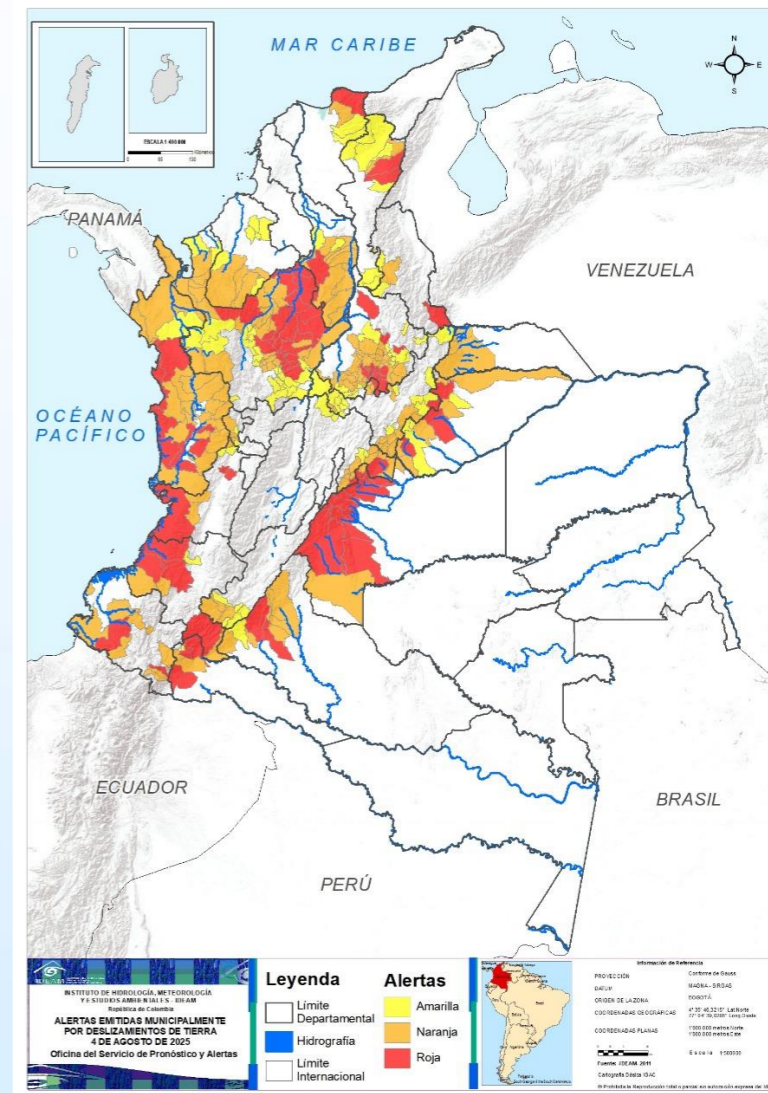 MAR CARIBE
N
W
E
S
ESCALA 1:400.000
PANAMÁ
VENEZUELA
OCÉANO
PACÍFICO
ECUADOR
BRASIL
PERÚ
INSTITUTO DE HIDROLOGÍA, METEOROLOGÍA
Y ESTUDIOS AMBIENTALES - IDEAM
República de Colombia
ALERTAS EMITIDAS MUNICIPALMENTE
POR DESLIZAMIENTOS DE TIERRA
4 DE AGOSTO DE 2025
Oficina del Servicio de Pronóstico y Alertas
Leyenda
Límite
Departamental
Hidrografía
Límite
Internacional
Alertas
Amarilla
Naranja
Roja
Información de Referencia
PROYECCIÓN Conforme de Gauss
DATUM MAGNA - SIRGAS
ORIGEN DE LA ZONA BOGOTÁ
COORDENADAS GEOGRÁFICAS
COORDENADAS PLANAS
Fuente: IDEAM, 2011
Cartografía Básica IGAC